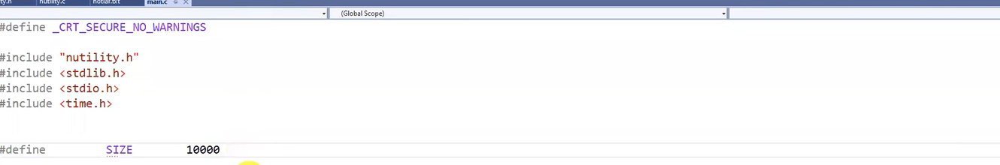 ty.h nutility.c notlar.txt main.c
(Global Scope)
#define _CRT_SECURE_NO_WARNINGS
#include "nutility.h"
#include <stdlib.h>
#include <stdio.h>
#include <time.h>
#define SIZE 10000